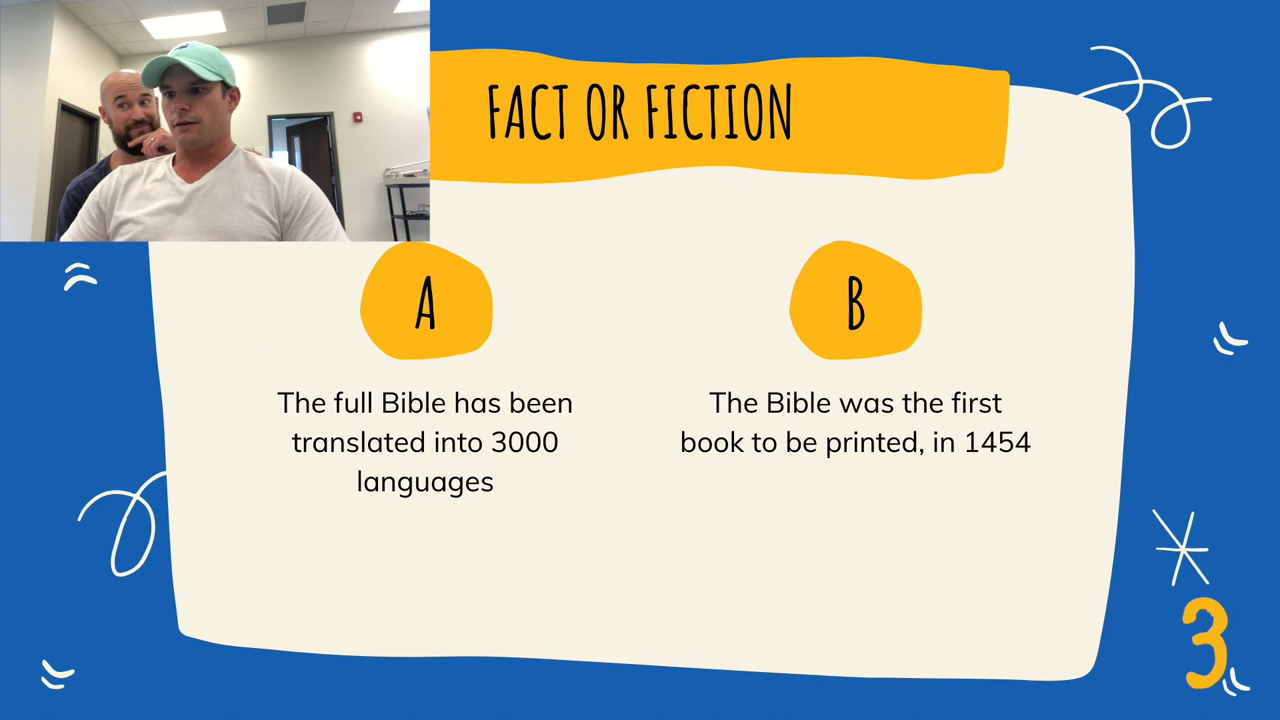 FACT OR FICTION
A
The full Bible has been
translated into 3000
languages
B
The Bible was the first
book to be printed, in 1454
3